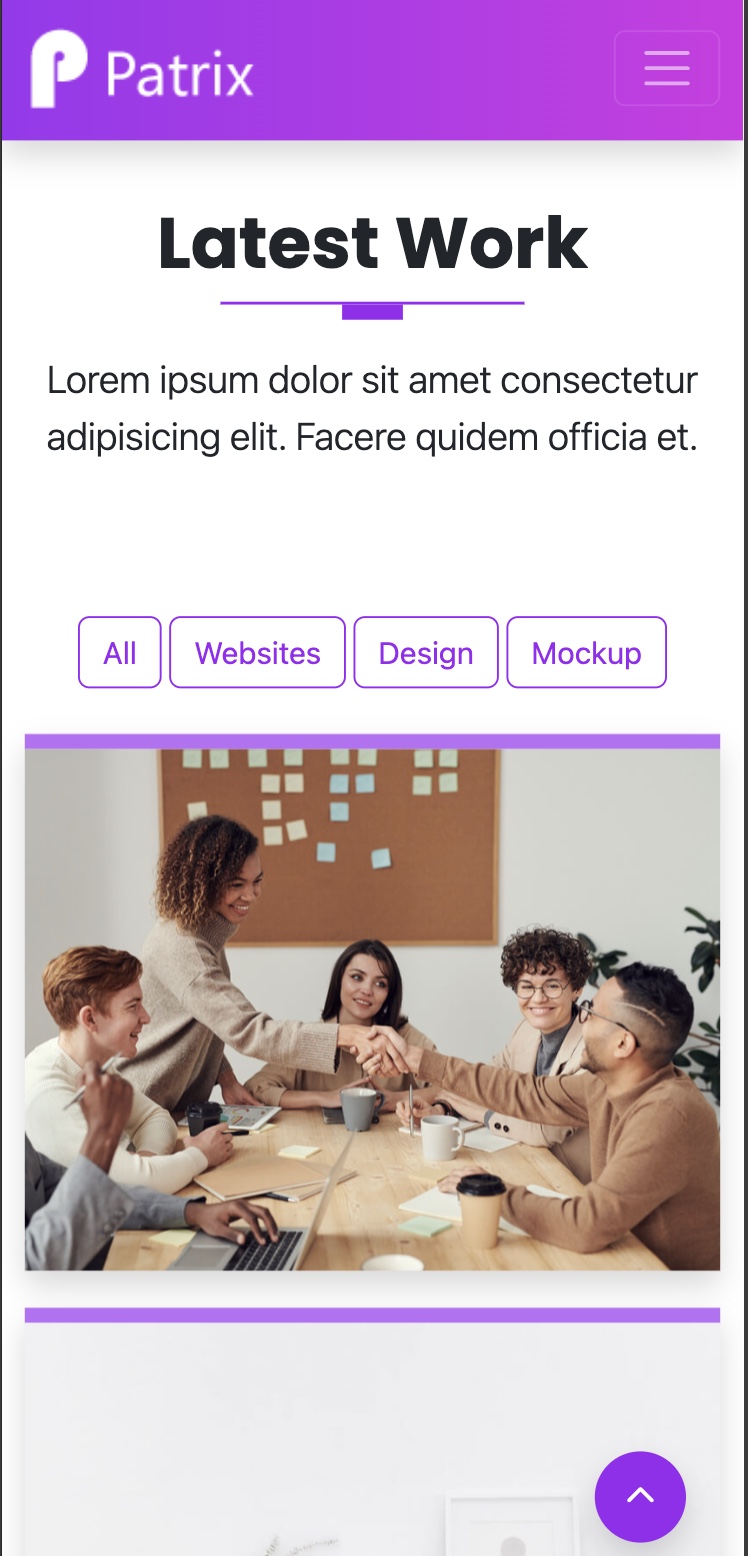 Patrix
Latest Work
Lorem ipsum dolor sit amet consectetur
adipisicing elit. Facere quidem officia et.
All Websites Design Mockup